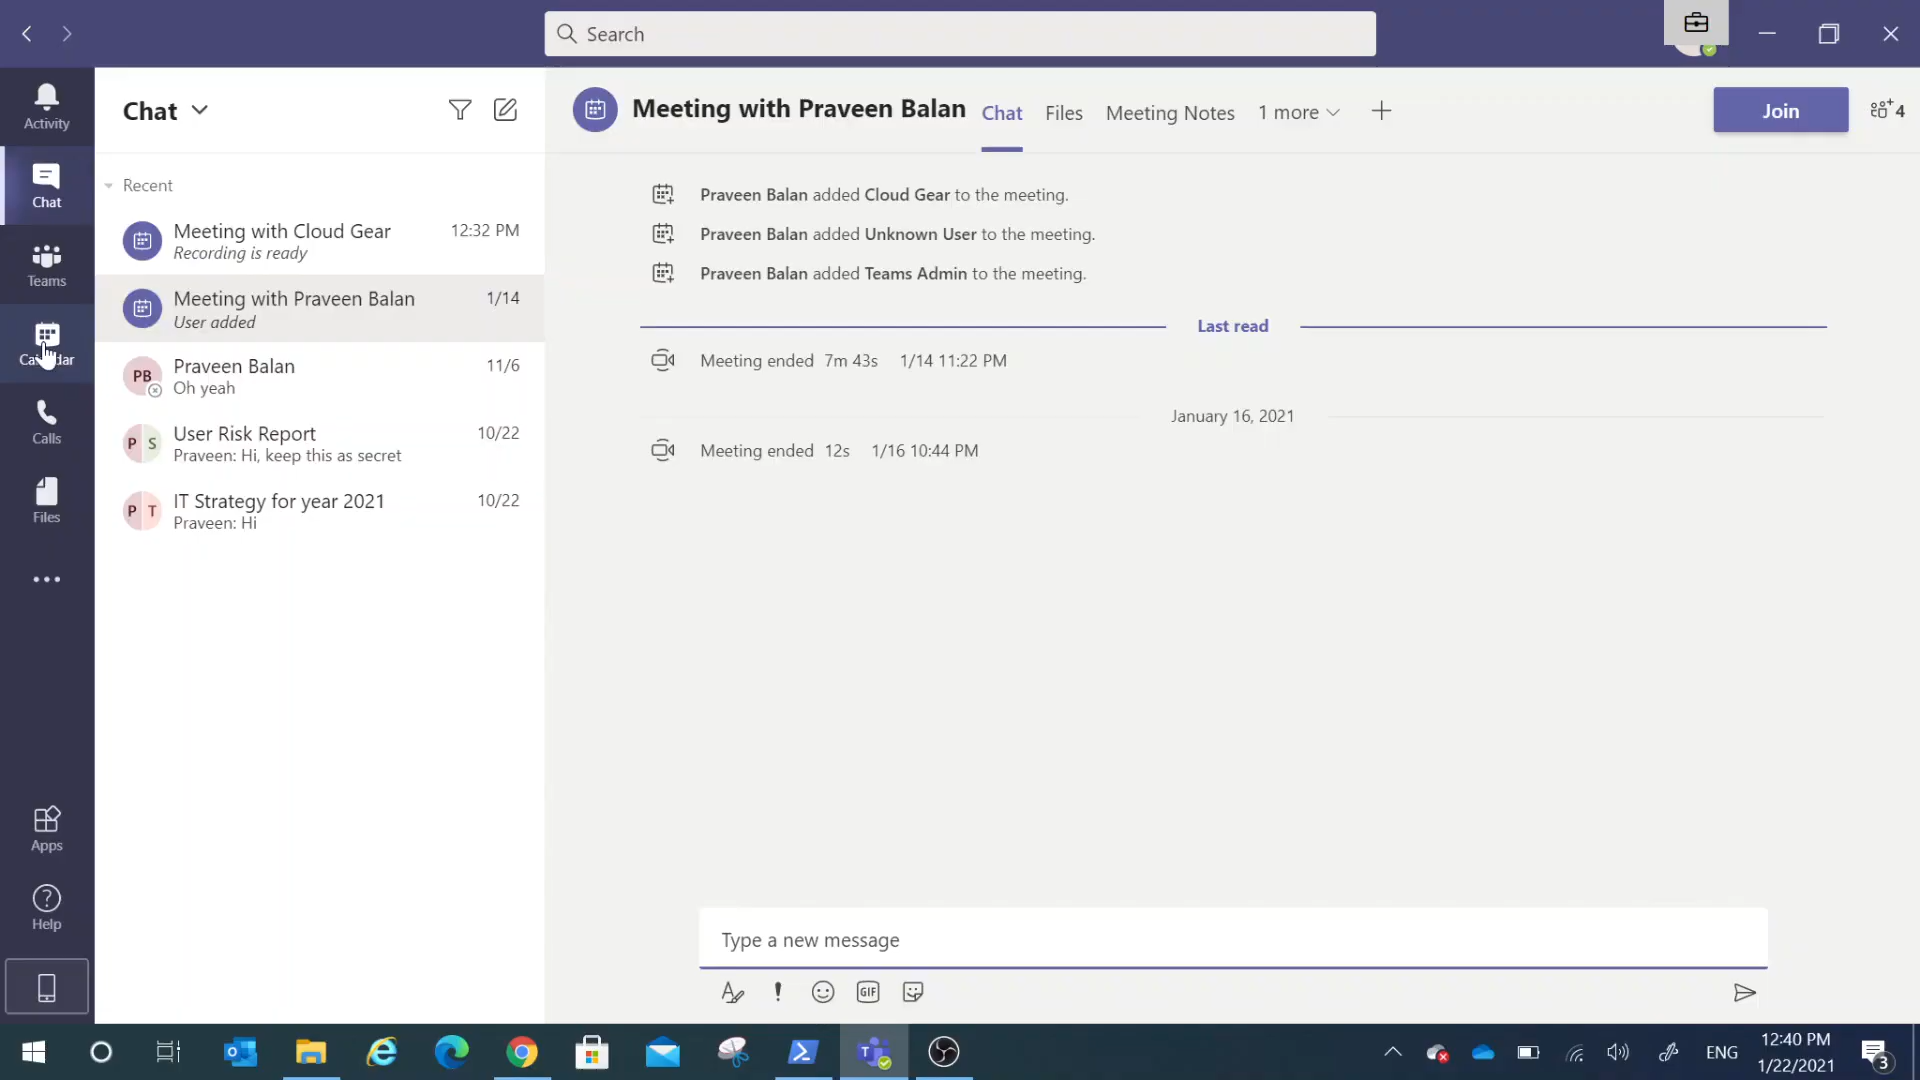 Search
Activity
Chat
Teams
Calendar
Calls
Files
Apps
Help
Chat
Recent
Meeting with Cloud Gear 12:32 PM
Recording is ready
Meeting with Praveen Balan 1/14
User added
PB Praveen Balan 11/6
Oh yeah
P S User Risk Report 10/22
Praveen: Hi, keep this as secret
P T IT Strategy for year 2021 10/22
Praveen: Hi
Meeting with Praveen Balan Chat Files Meeting Notes 1 more Join 4
Praveen Balan added Cloud Gear to the meeting.
Praveen Balan added Unknown User to the meeting.
Praveen Balan added Teams Admin to the meeting.
Last read
Meeting ended 7m 43s 1/14 11:22 PM
January 16, 2021
Meeting ended 12s 1/16 10:44 PM
Type a new message
GIF
ENG 12:40 PM
1/22/2021 3